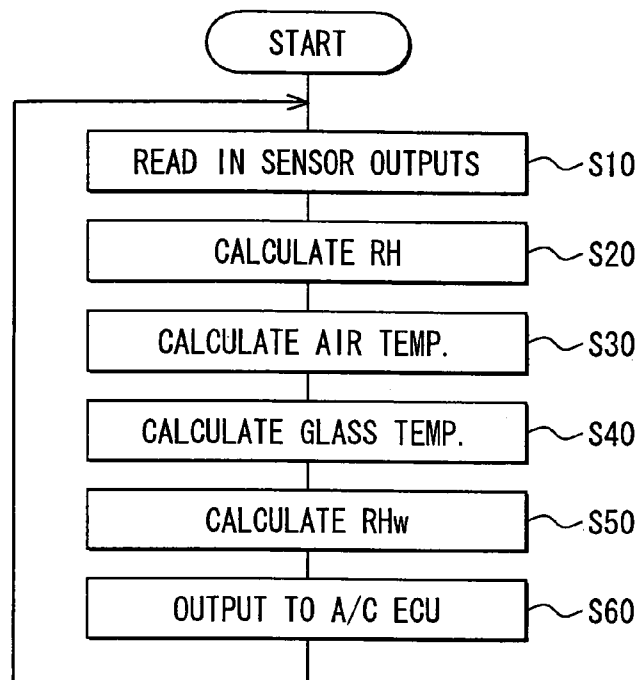 START
READ IN SENSOR OUTPUTS S10
CALCULATE RH S20
CALCULATE AIR TEMP. S30
CALCULATE GLASS TEMP. S40
CALCULATE RHw S50
OUTPUT TO A/C ECU S60